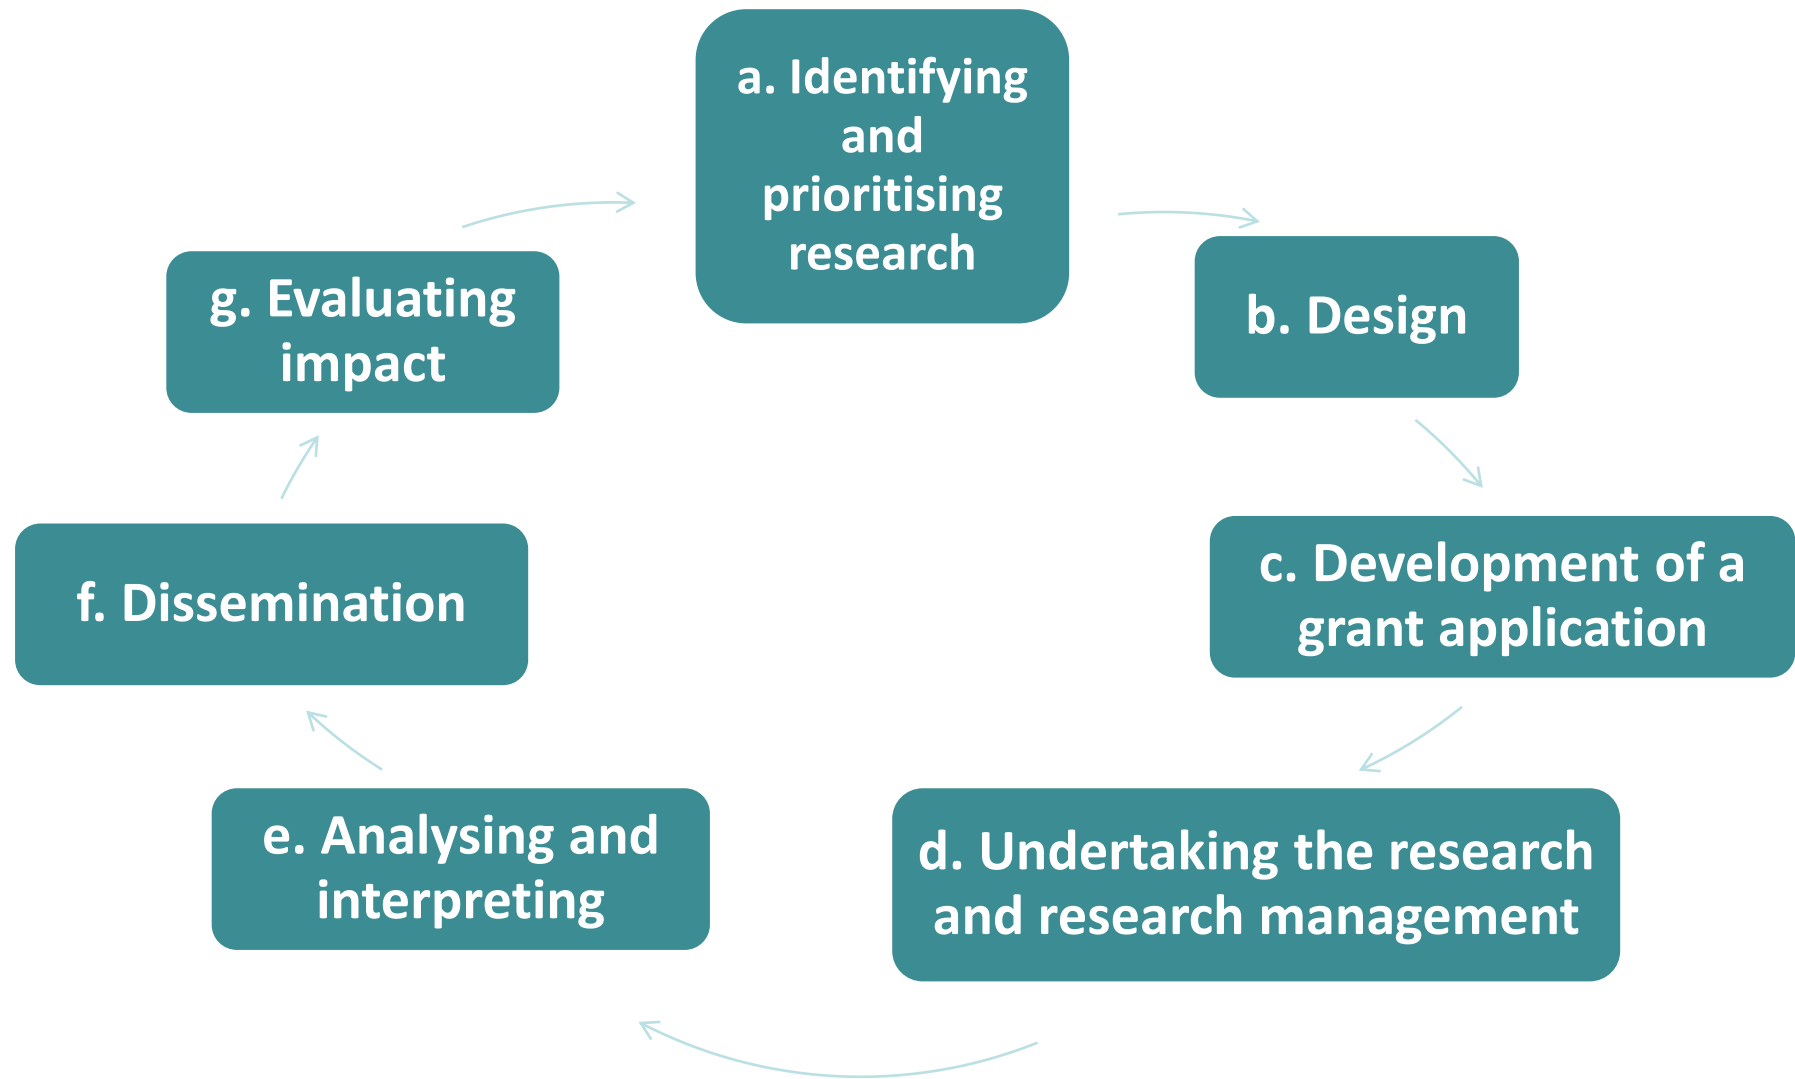 a. Identifying
and
prioritising
research
b. Design
c. Development of a
grant application
d. Undertaking the research
and research management
e. Analysing and
interpreting
f. Dissemination
g. Evaluating
impact